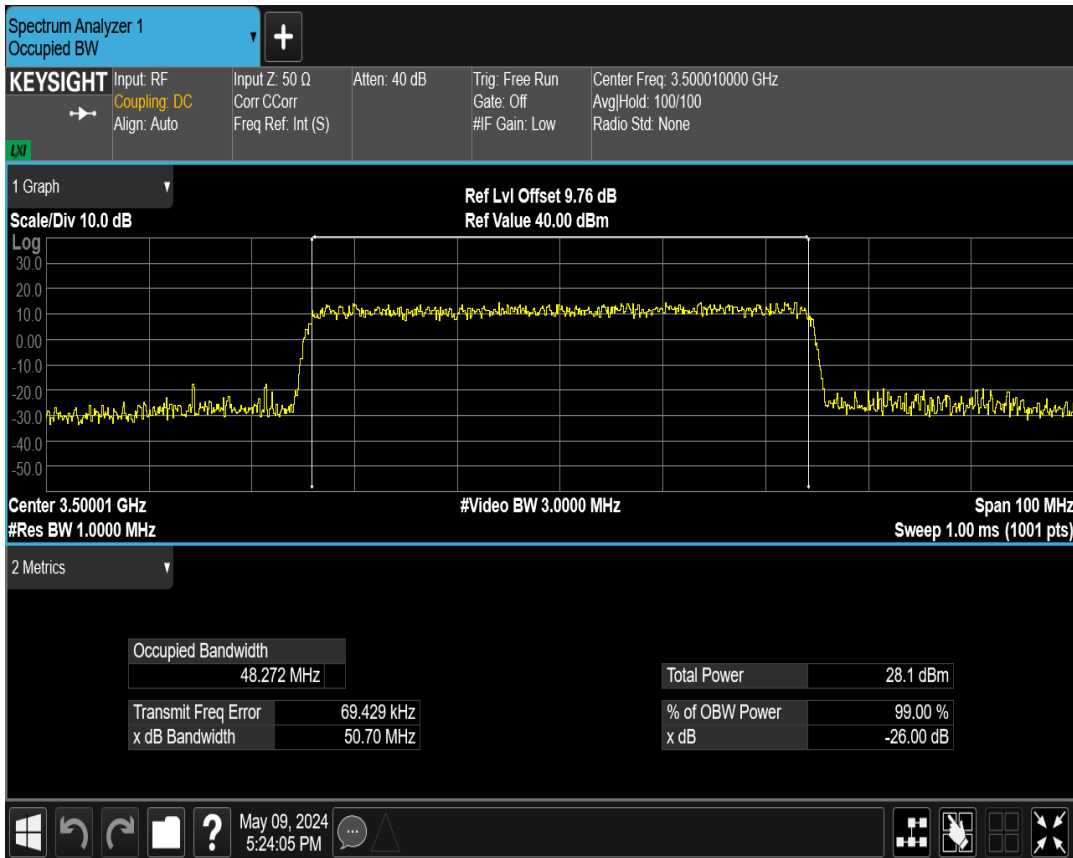 Spectrum Analyzer 1
Occupied BW
KEYSIGHT
LXI
Input: RF
Coupling: DC
Align: Auto
Input Z: 50 Ω
Corr CCorr
Freq Ref: Int (S)
Atten: 40 dB
Trig: Free Run
Gate: Off
#IF Gain: Low
Center Freq: 3.500010000 GHz
Avg|Hold: 100/100
Radio Std: None
1 Graph
Scale/Div 10.0 dB
Ref Lvl Offset 9.76 dB
Ref Value 40.00 dBm
Log
30.0
20.0
10.0
0.00
-10.0
-20.0
-30.0
-40.0
-50.0
Center 3.50001 GHz
#Res BW 1.0000 MHz
#Video BW 3.0000 MHz
Span 100 MHz
Sweep 1.00 ms (1001 pts)
2 Metrics
Occupied Bandwidth
48.272 MHz
Transmit Freq Error 69.429 kHz
x dB Bandwidth 50.70 MHz
Total Power 28.1 dBm
% of OBW Power 99.00 %
x dB -26.00 dB
?
May 09, 2024
5:24:05 PM